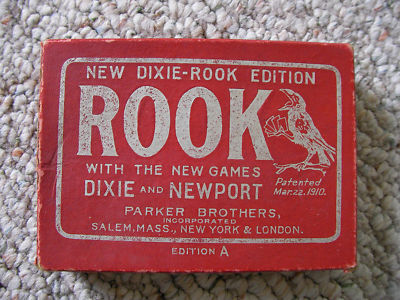 NEW DIXIE-ROOK EDITION
ROOK
WITH THE NEW GAMES
DIXIE AND NEWPORT
Patented
Mar.22.1910.
PARKER BROTHERS,
INCORPORATED
SALEM, MASS., NEW YORK & LONDON.
EDITION A